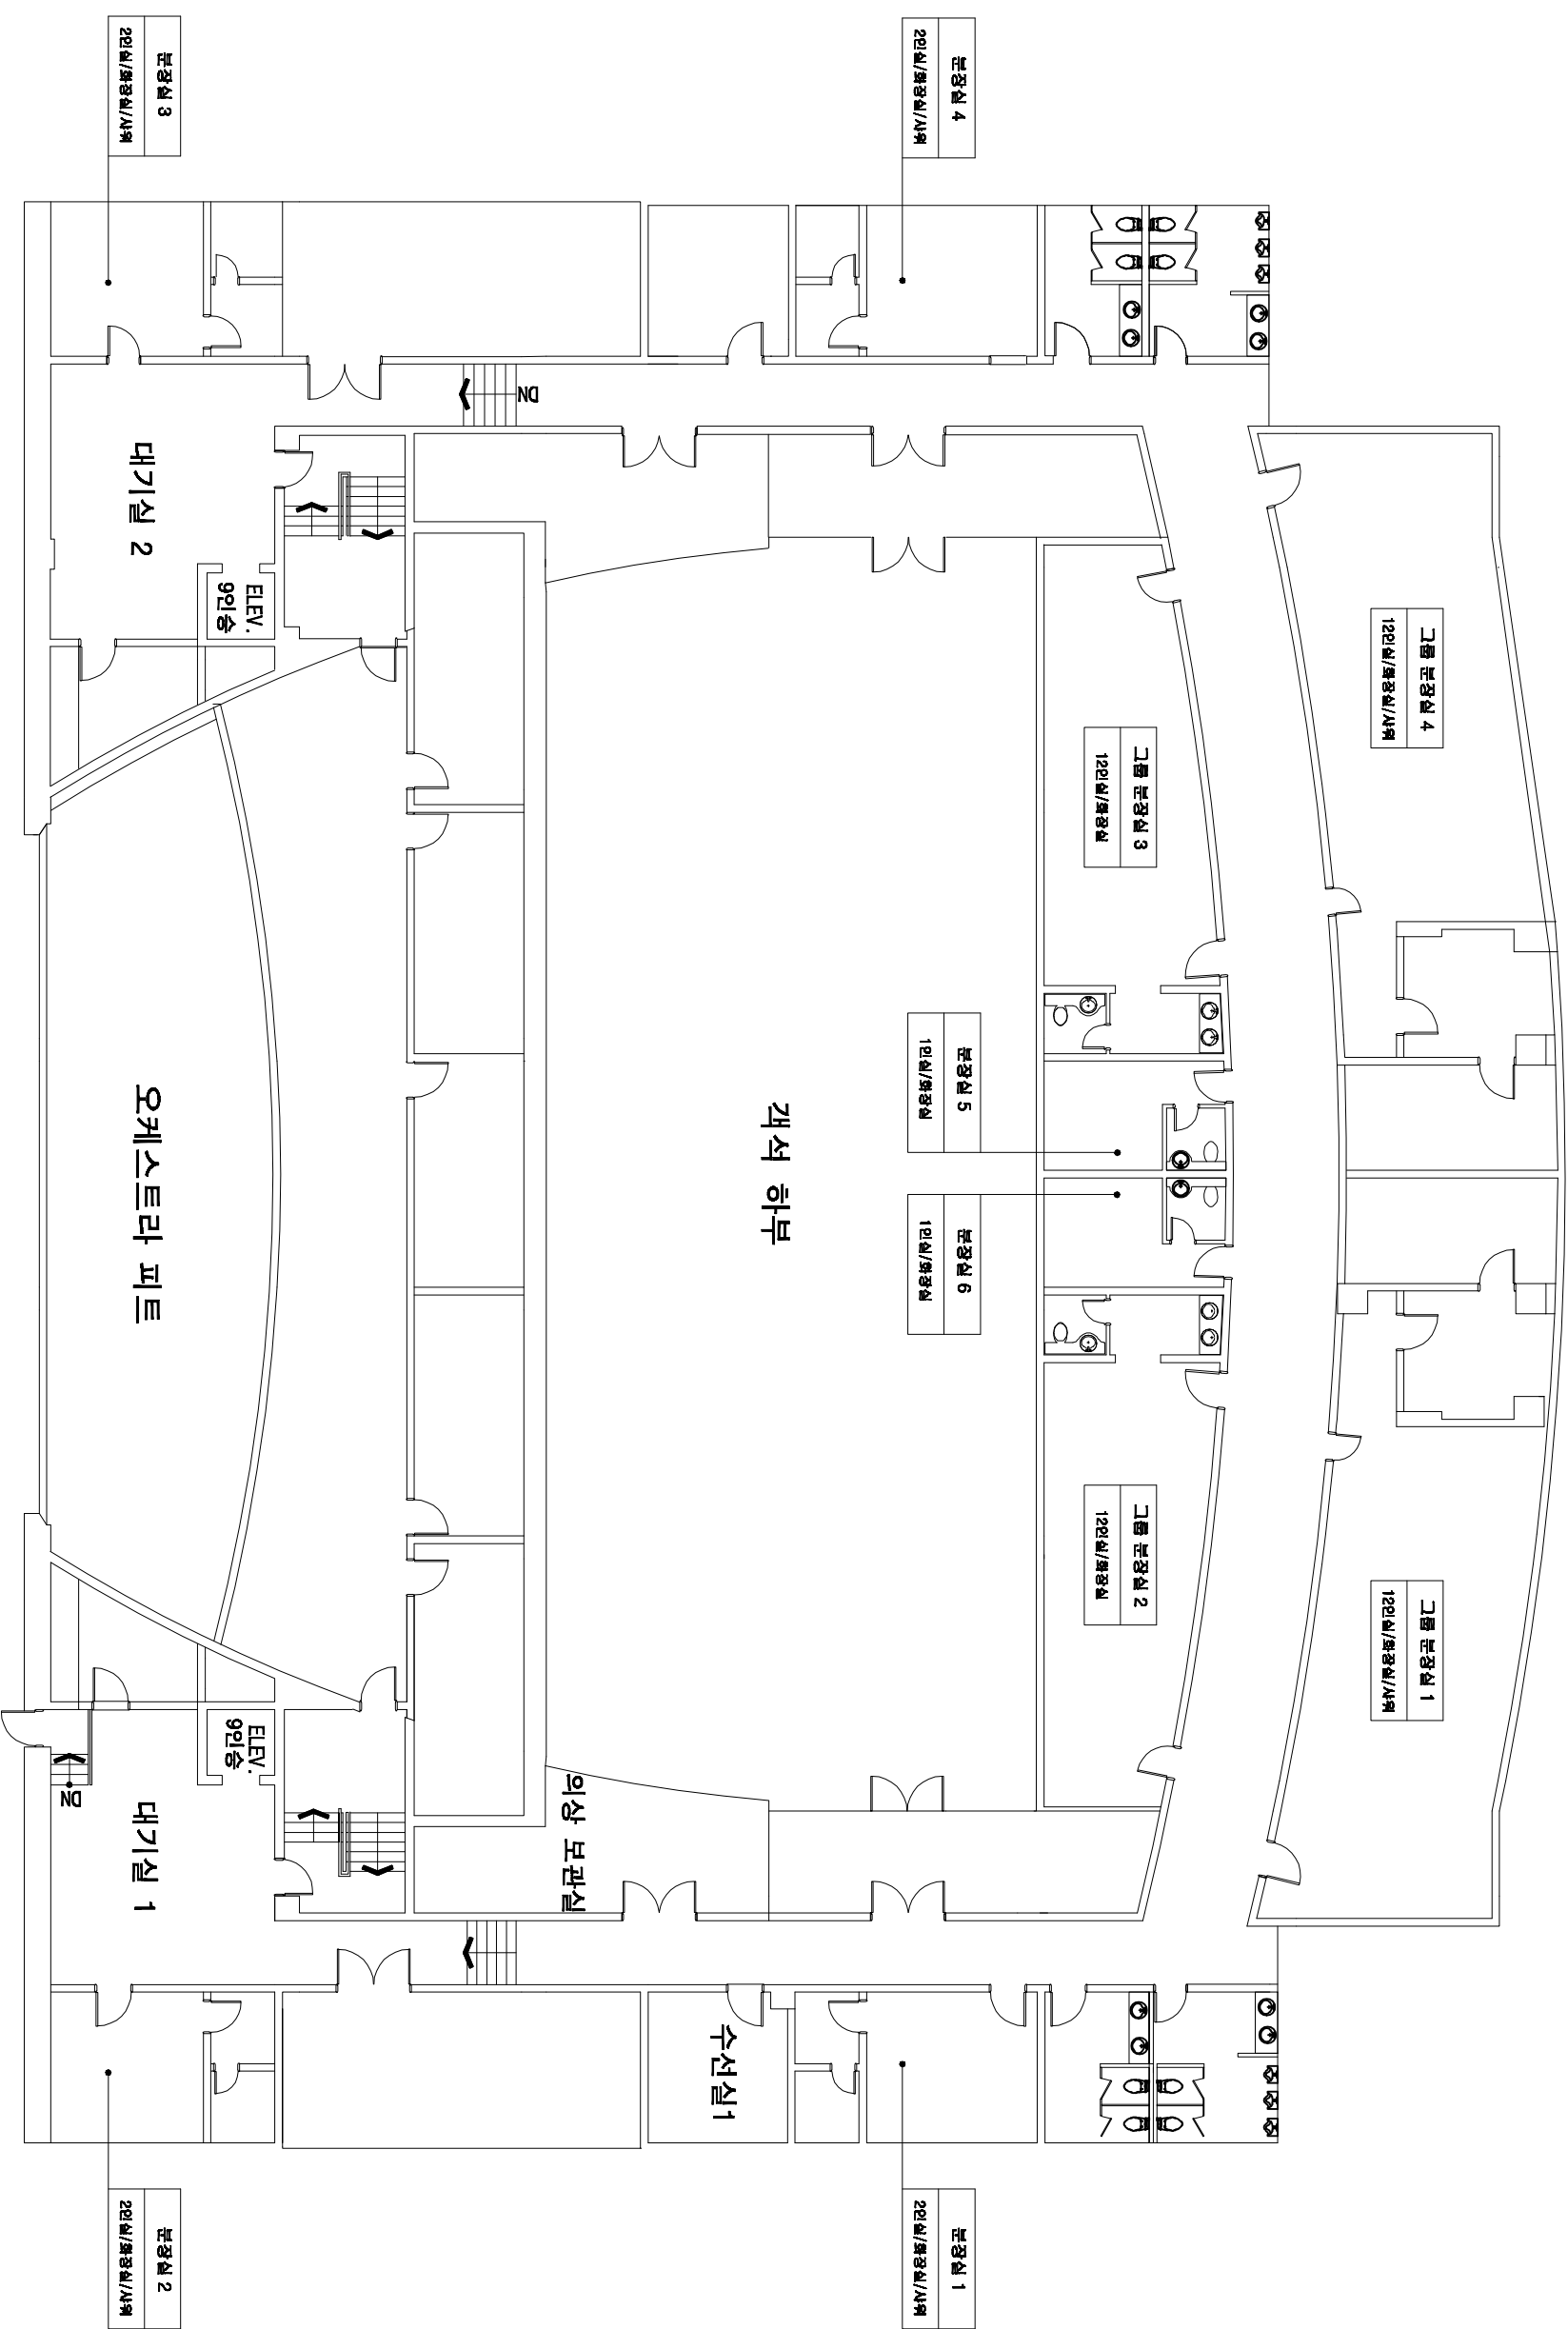 분장실 3
2인실/화장실/샤워
분장실 4
2인실/화장실/샤워
DN
대기실 2
ELEV.
9인승
그룹 분장실 4
12인실/화장실/샤워
그룹 분장실 3
12인실/화장실
분장실 5
1인실/화장실
오케스트라 피트
객석 하부
분장실 6
1인실/화장실
그룹 분장실 2
12인실/화장실
그룹 분장실 1
12인실/화장실/샤워
ELEV.
9인승
DN
대기실 1
의상 보관실
수선실1
분장실 2
2인실/화장실/샤워
분장실 1
2인실/화장실/샤워